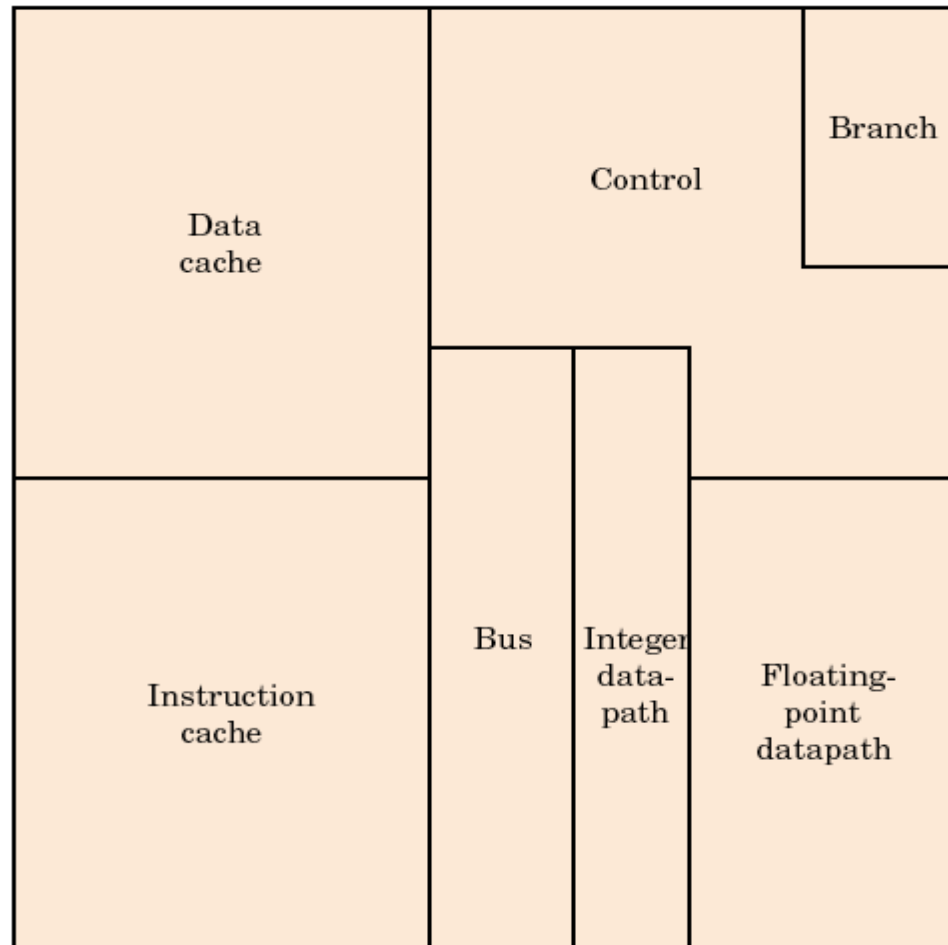 Data
cache
Control
Branch
Instruction
cache
Bus
Integer
data-
path
Floating-
point
datapath